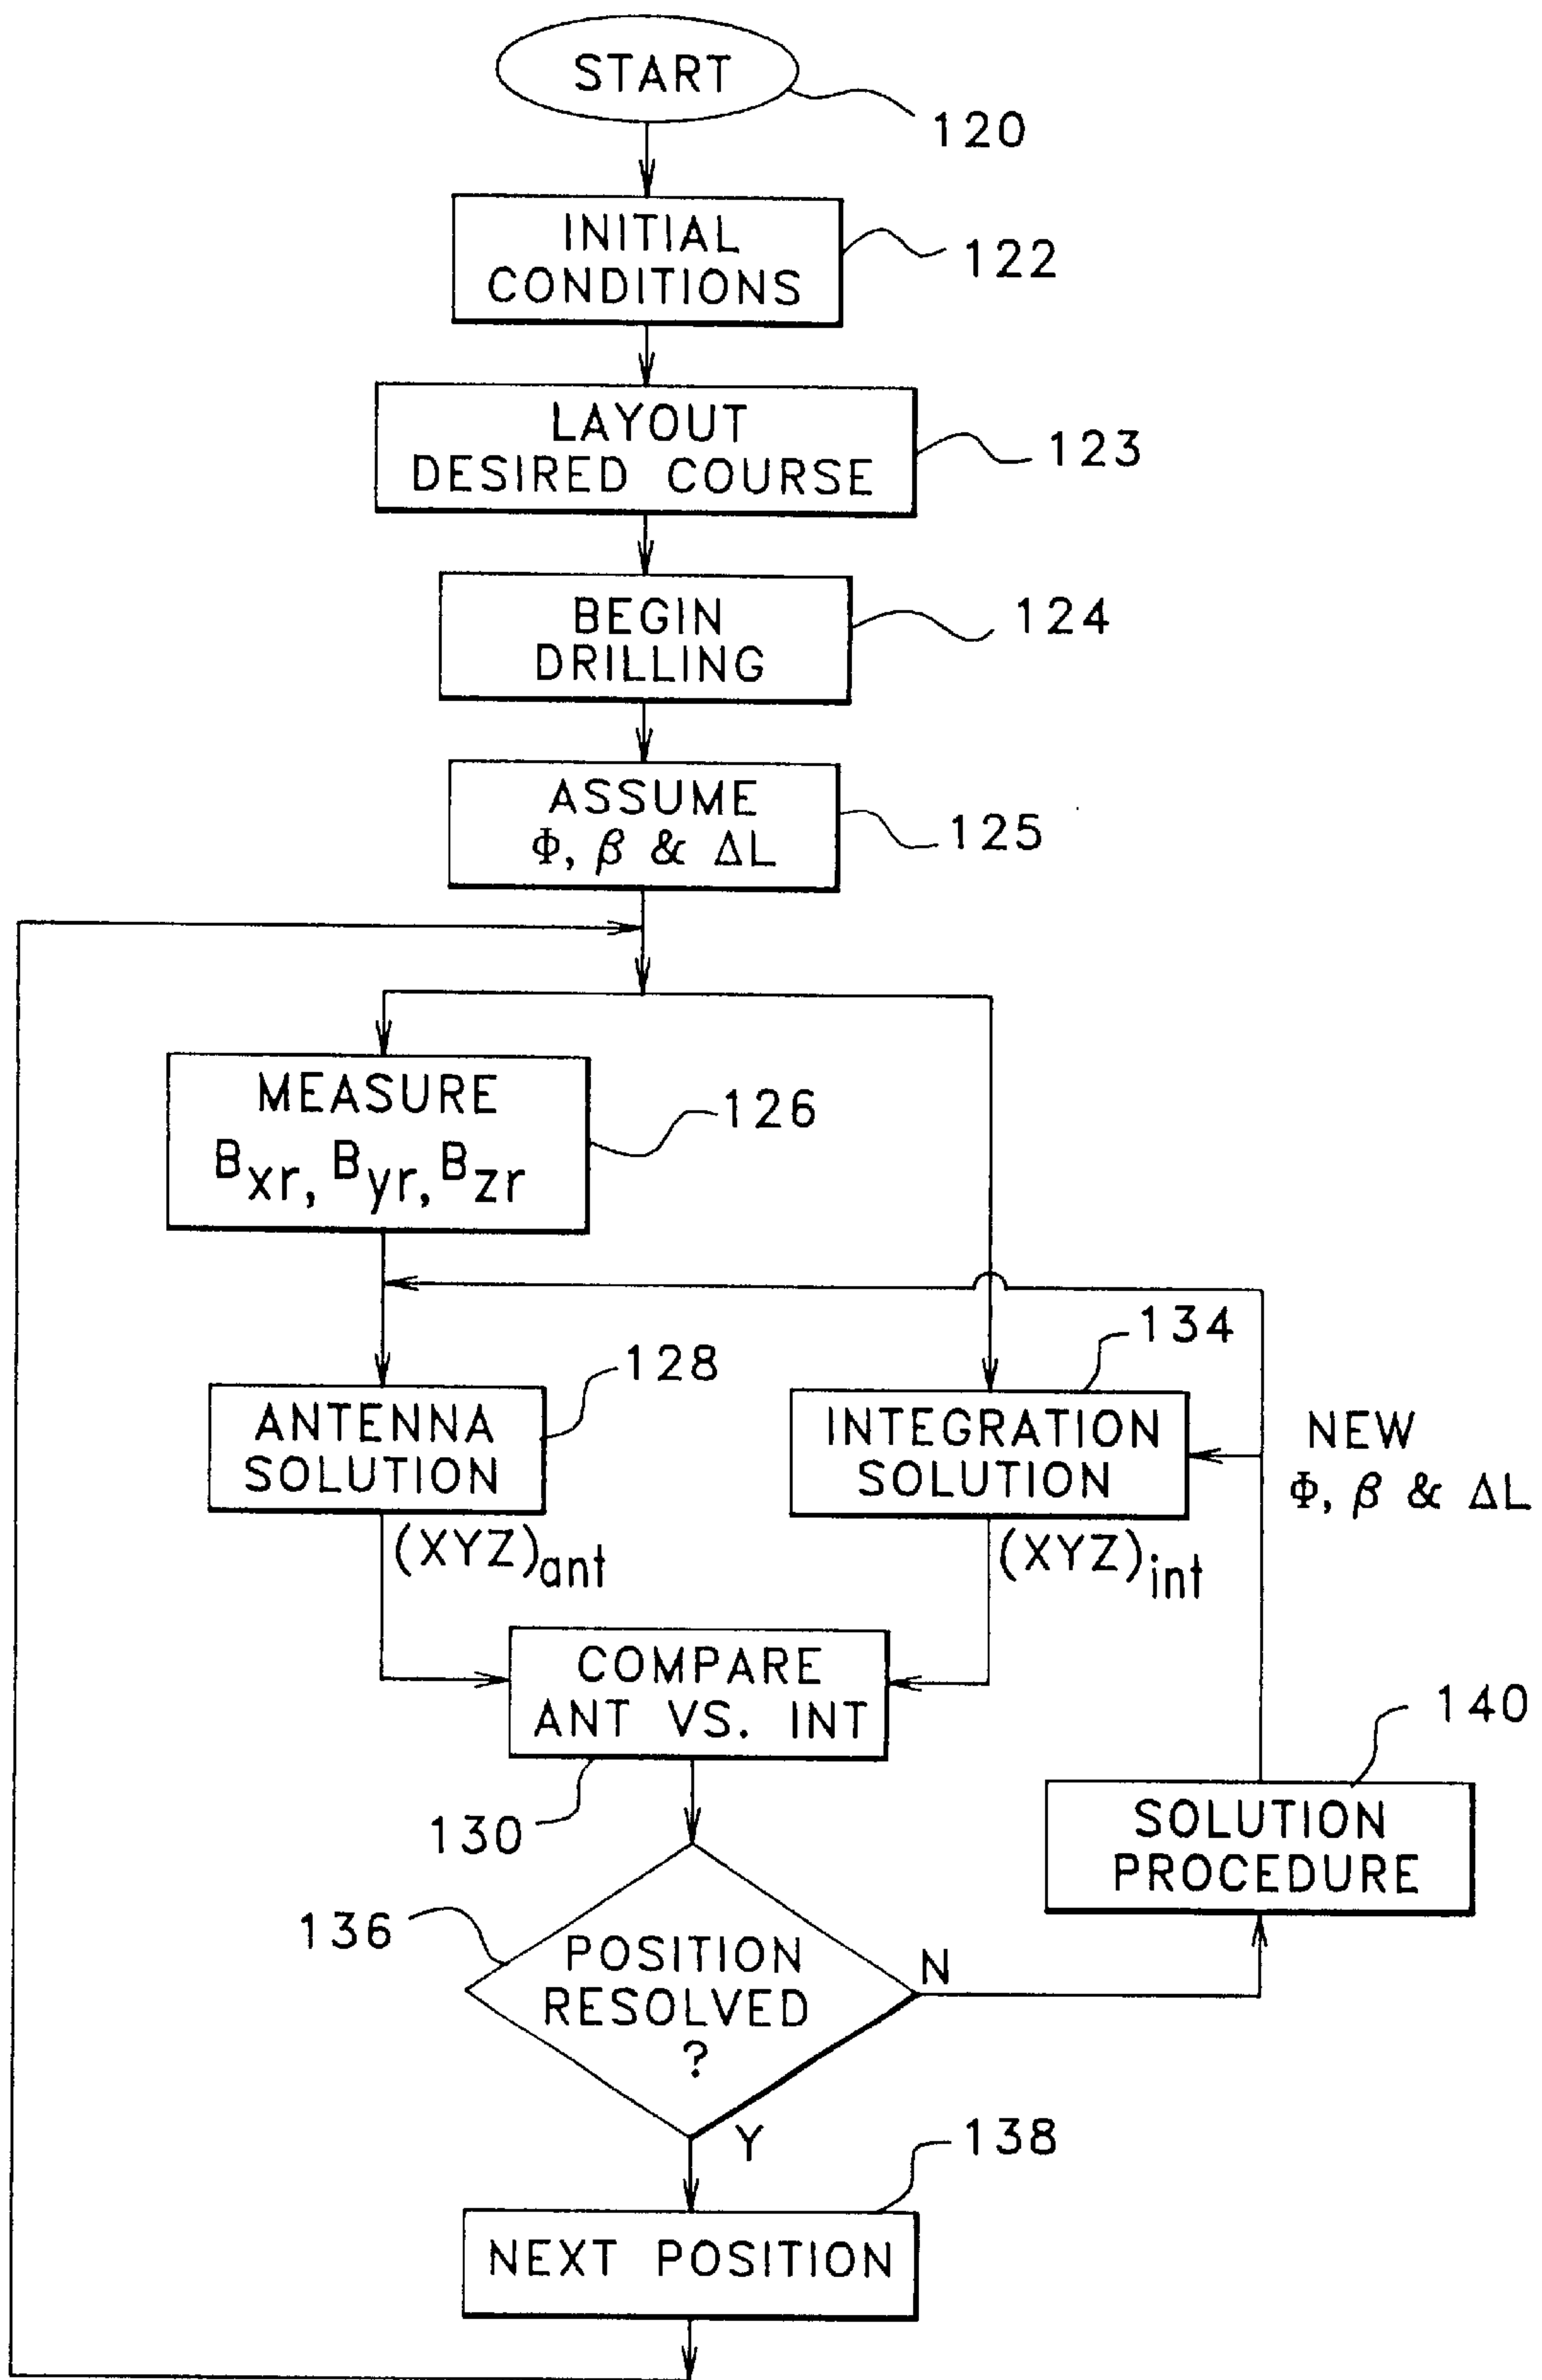 START
120
INITIAL
CONDITIONS
122
LAYOUT
DESIRED COURSE
123
BEGIN
DRILLING
124
ASSUME
Φ, β & ΔL
125
MEASURE
Bxr, Byr, Bzr
126
ANTENNA
SOLUTION
128
(XYZ)ant
INTEGRATION
SOLUTION
134
(XYZ)int
NEW
Φ, β & ΔL
COMPARE
ANT VS. INT
130
SOLUTION
PROCEDURE
140
POSITION
RESOLVED
?
136
N
Y
NEXT POSITION
138